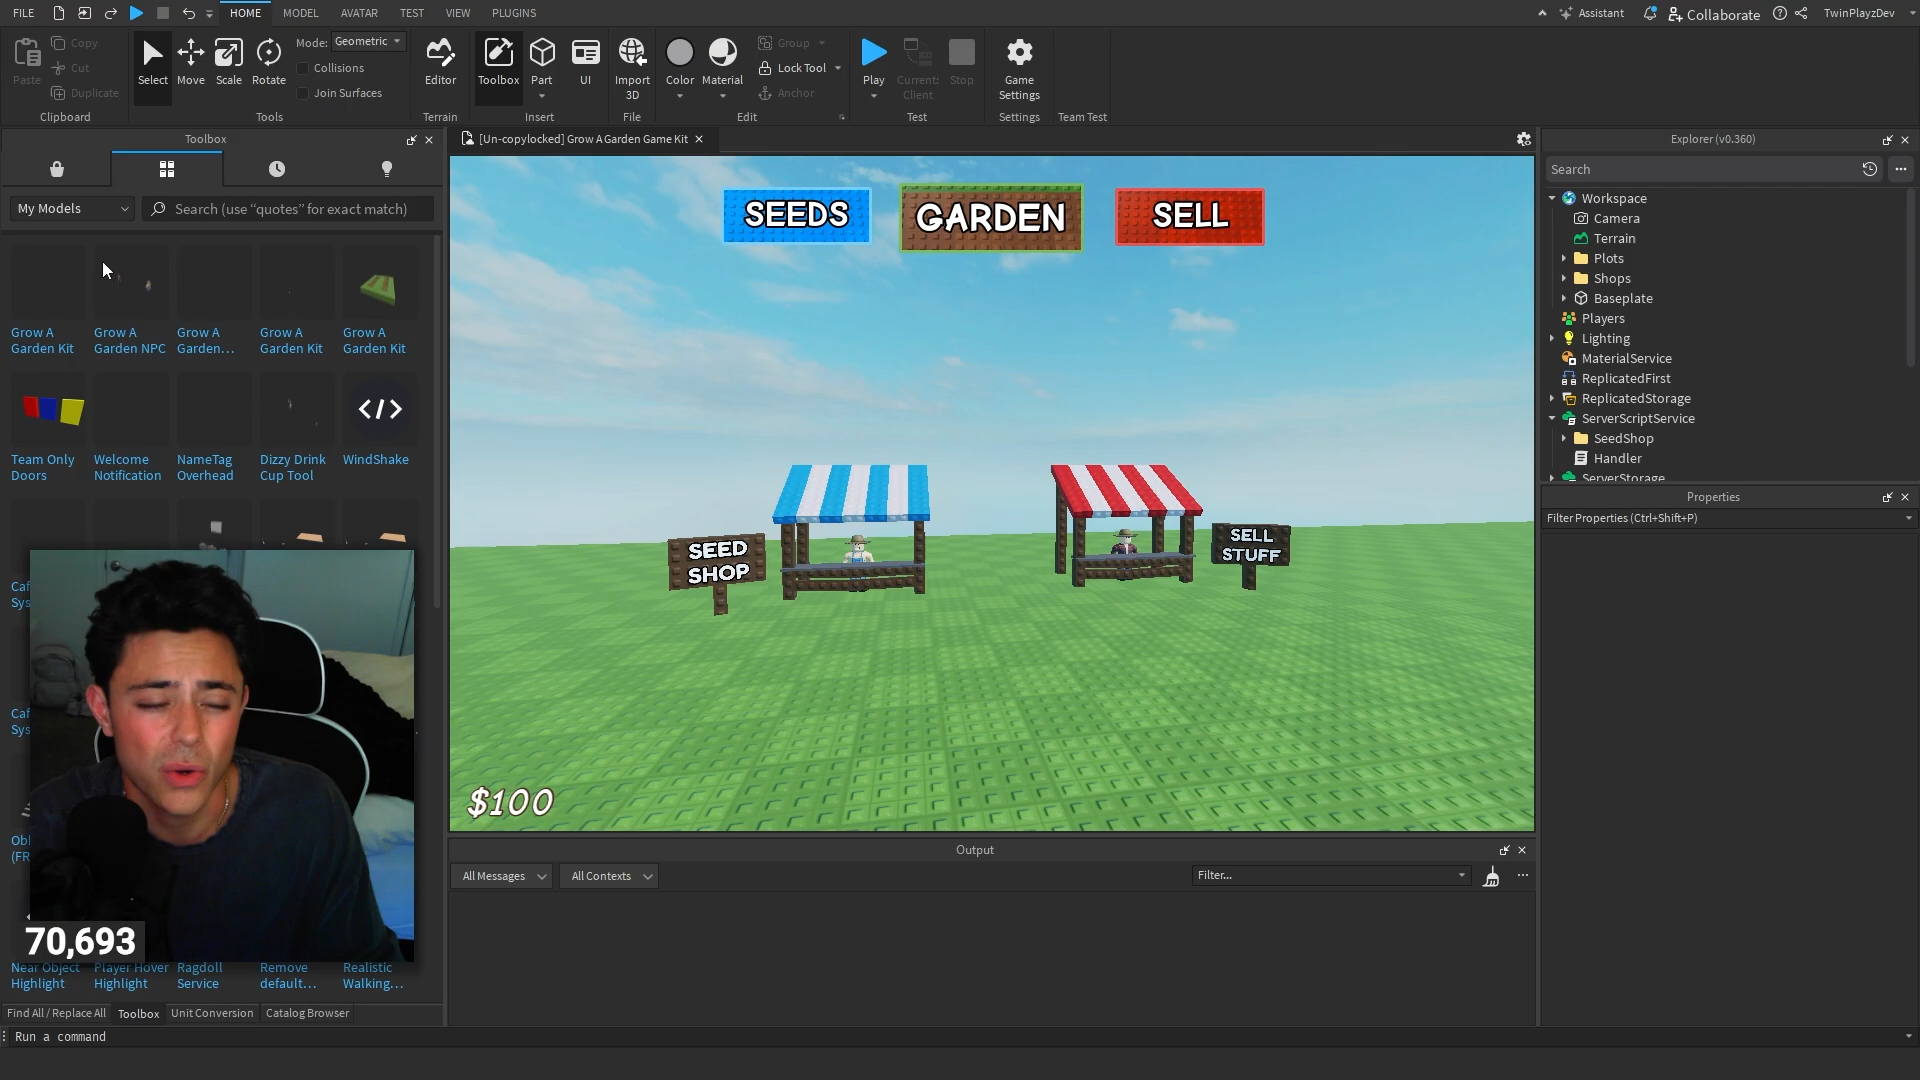 FILE
HOME
MODEL
AVATAR
TEST
VIEW
PLUGINS
Assistant
Collaborate
TwinPlayzDev
Paste
Copy
Cut
Duplicate
Clipboard
Select
Move
Scale
Rotate
Mode: Geometric
Collisions
Join Surfaces
Tools
Editor
Terrain
Toolbox
Part
UI
Insert
Import
3D
File
Color
Material
Group
Lock Tool
Anchor
Edit
Play
Current:
Client
Stop
Test
Game
Settings
Settings
Team Test
Toolbox
My Models
Search (use “quotes” for exact match)
Grow A
Garden Kit
Grow A
Garden NPC
Grow A
Garden...
Grow A
Garden Kit
Grow A
Garden Kit
Team Only
Doors
Welcome
Notification
NameTag
Overhead
Dizzy Drink
Cup Tool
WindShake
Caf
Sys
Caf
Sys
Obl
(FR
70,693
Near Object
Highlight
Player Hover
Highlight
Ragdoll
Service
Remove
default...
Realistic
Walking...
Find All / Replace All
Toolbox
Unit Conversion
Catalog Browser
Run a command
[Un-copylocked] Grow A Garden Game Kit
SEEDS
GARDEN
SELL
SEED
SHOP
SELL
STUFF
$100
Output
All Messages
All Contexts
Filter...
Explorer (v0.360)
Search
Workspace
Camera
Terrain
Plots
Shops
Baseplate
Players
Lighting
MaterialService
ReplicatedFirst
ReplicatedStorage
ServerScriptService
SeedShop
Handler
ServerStorage
Properties
Filter Properties (Ctrl+Shift+P)